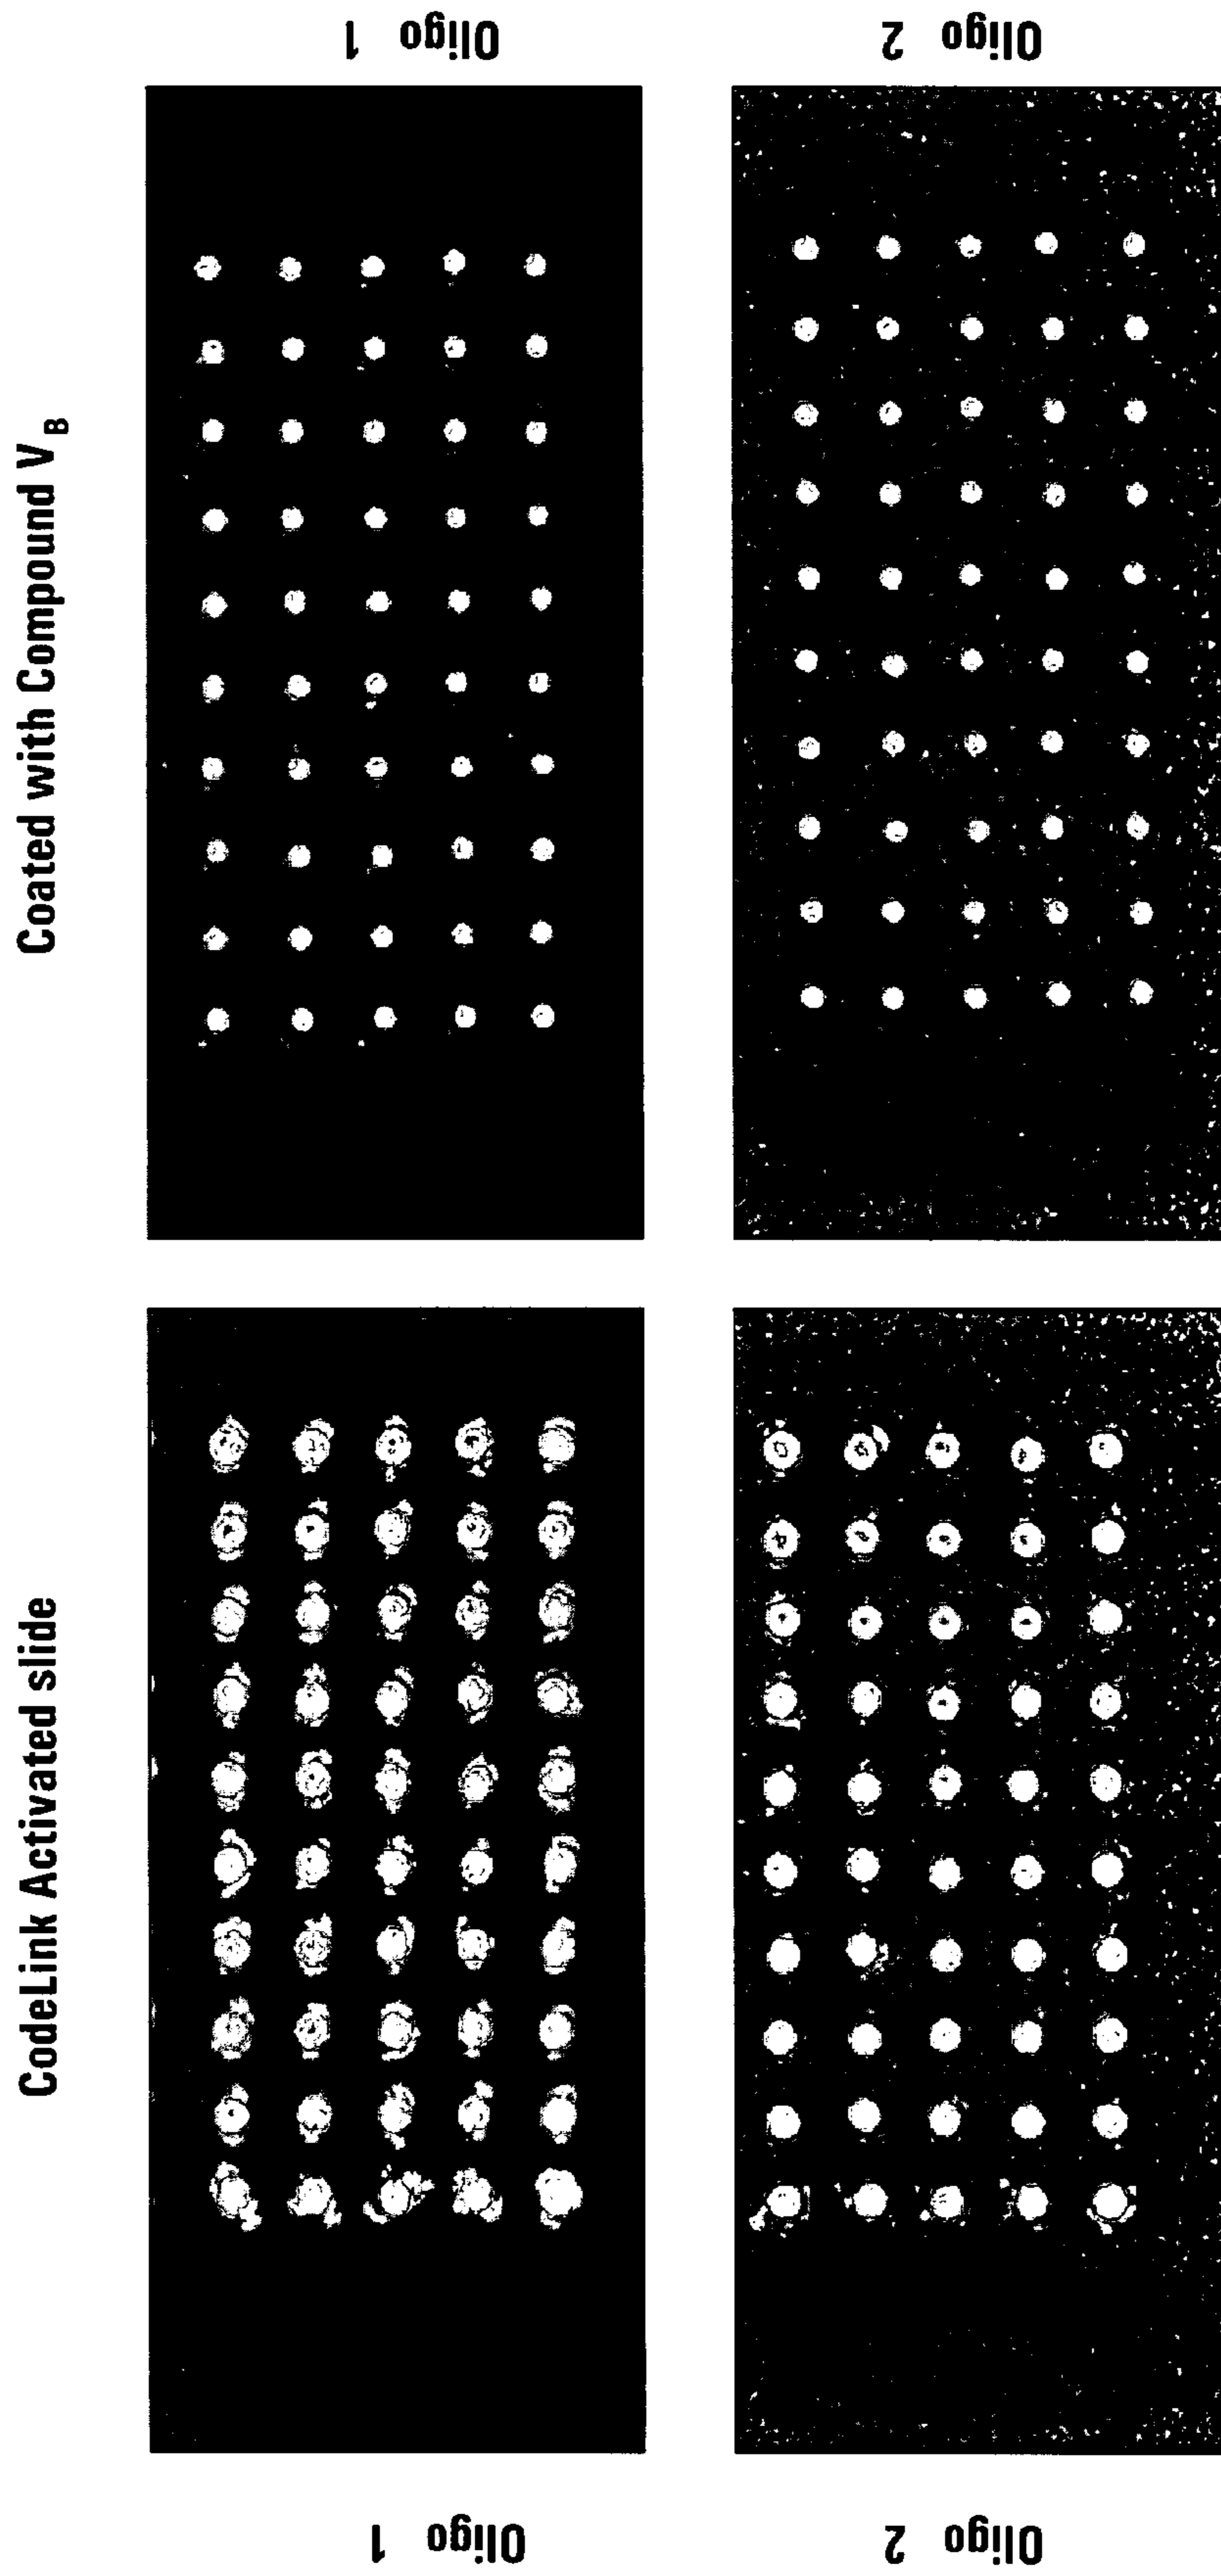 CodeLink Activated slide
Coated with Compound V_B
Oligo 1
Oligo 1
Oligo 2
Oligo 2